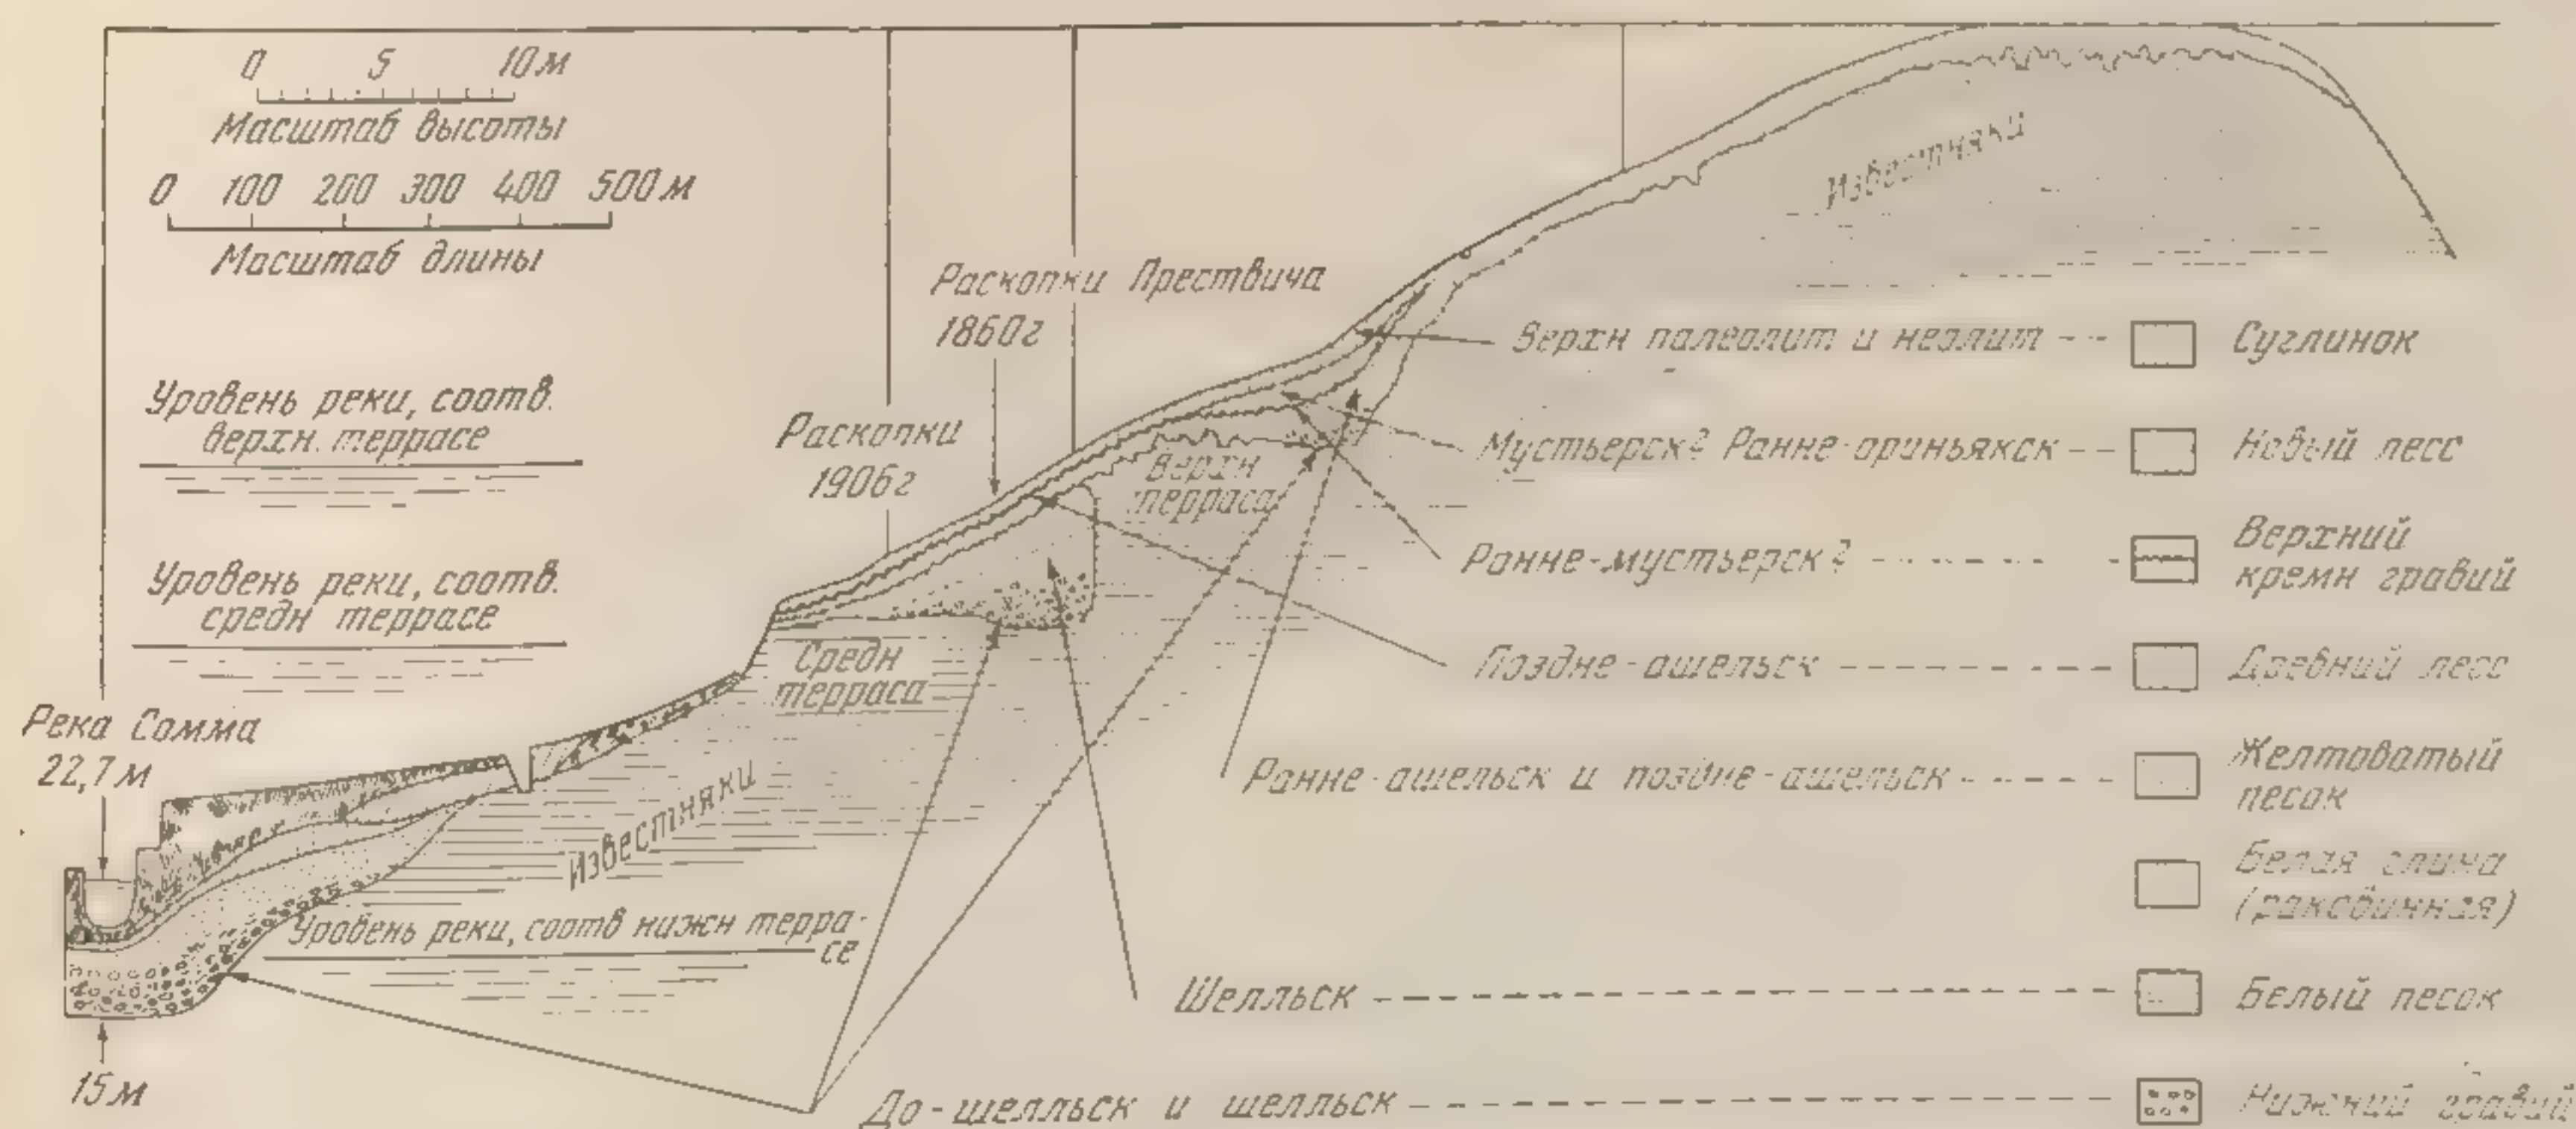 0 5 10 м
Масштаб высоты
0 100 200 300 400 500 м
Масштаб длины
Раскопки Прествича
1860г
Раскопки
1906г
Уровень реки, соотв.
верхн. террасе
Уровень реки, соотв.
средн террасе
Река Сомма
22,7 м
15 м
Известняки
Верхн
терраса
Средн
терраса
Известняки
Уровень реки, соотв нижн терра-
се
Верхн палеолит и неолит -- Суглинок
Мустьерск? Ранне-ориньякск -- Новый лесс
Ранне-мустьерск? ---- Верхний
кремн гравий
Поздне-ашельск ---- Древний лесс
Ранне-ашельск и поздне-ашельск ---- Желтоватый
песок
Белая глина
(раковинная)
Шелльск ---- Белый песок
До-шелльск и шелльск ---- Нижний гравий